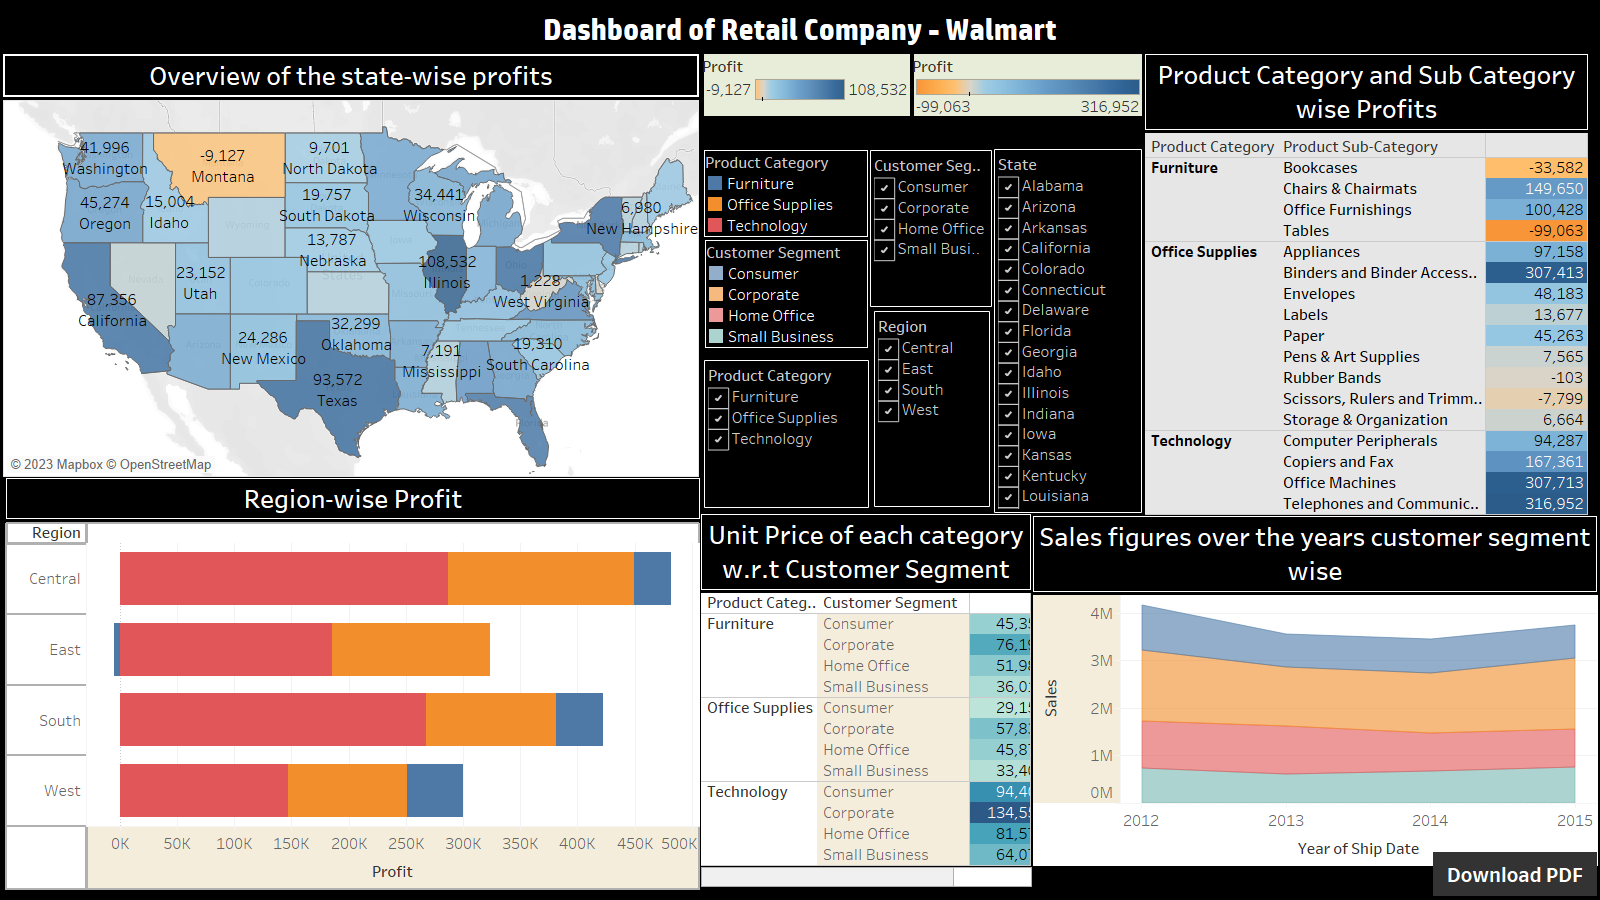 Dashboard of Retail Company - Walmart
Overview of the state-wise profits
41,996
Washington
-9,127
Montana
9,701
North Dakota
45,274
Oregon
15,004
Idaho
19,757
South Dakota
34,441
Wisconsin
6,980
New Hampshire
13,787
Nebraska
23,152
Utah
108,532
Illinois
1,228
West Virginia
87,356
California
24,286
New Mexico
32,299
Oklahoma
7,191
Mississippi
19,310
South Carolina
93,572
Texas
© 2023 Mapbox © OpenStreetMap
Profit
-9,127
108,532
Profit
-99,063
316,952
Product Category
Furniture
Office Supplies
Technology
Customer Segment
Consumer
Corporate
Home Office
Small Business
Product Category
Furniture
Office Supplies
Technology
Customer Seg..
Consumer
Corporate
Home Office
Small Busi..
Region
Central
East
South
West
State
Alabama
Arizona
Arkansas
California
Colorado
Connecticut
Delaware
Florida
Georgia
Idaho
Illinois
Indiana
Iowa
Kansas
Kentucky
Louisiana
Product Category and Sub Category
wise Profits
Product Category Product Sub-Category
Furniture Bookcases -33,582
Chairs & Chairmats 149,650
Office Furnishings 100,428
Tables -99,063
Office Supplies Appliances 97,158
Binders and Binder Access.. 307,413
Envelopes 48,183
Labels 13,677
Paper 45,263
Pens & Art Supplies 7,565
Rubber Bands -103
Scissors, Rulers and Trimm.. -7,799
Storage & Organization 6,664
Technology Computer Peripherals 94,287
Copiers and Fax 167,361
Office Machines 307,713
Telephones and Communic.. 316,952
Region-wise Profit
Region
Central
East
South
West
0K 50K 100K 150K 200K 250K 300K 350K 400K 450K 500K
Profit
Unit Price of each category
w.r.t Customer Segment
Product Categ.. Customer Segment
Furniture Consumer 45,3
Corporate 76,1
Home Office 51,9
Small Business 36,0
Office Supplies Consumer 29,1
Corporate 57,8
Home Office 45,8
Small Business 33,4
Technology Consumer 94,4
Corporate 134,5
Home Office 81,5
Small Business 64,0
Sales figures over the years customer segment
wise
4M
3M
2M
1M
0M
Sales
2012 2013 2014 2015
Year of Ship Date
Download PDF